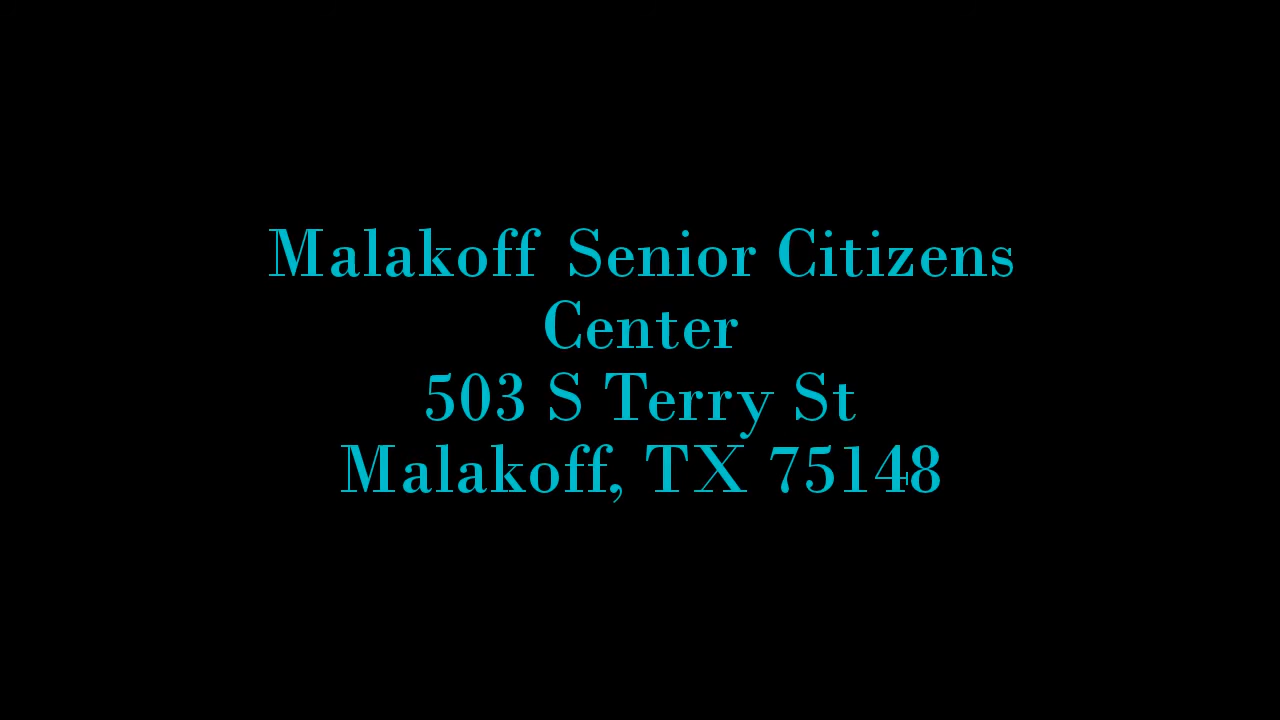 Malakoff Senior Citizens
Center
503 S Terry St
Malakoff, TX 75148